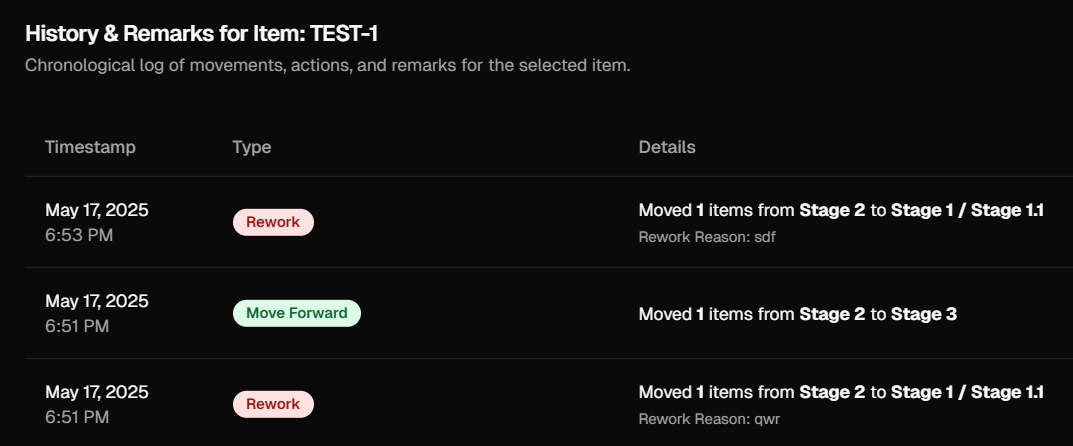 History & Remarks for Item: TEST-1
Chronological log of movements, actions, and remarks for the selected item.
Timestamp Type Details
May 17, 2025
6:53 PM
Rework
Moved 1 items from Stage 2 to Stage 1 / Stage 1.1
Rework Reason: sdf
May 17, 2025
6:51 PM
Move Forward
Moved 1 items from Stage 2 to Stage 3
May 17, 2025
6:51 PM
Rework
Moved 1 items from Stage 2 to Stage 1 / Stage 1.1
Rework Reason: qwr